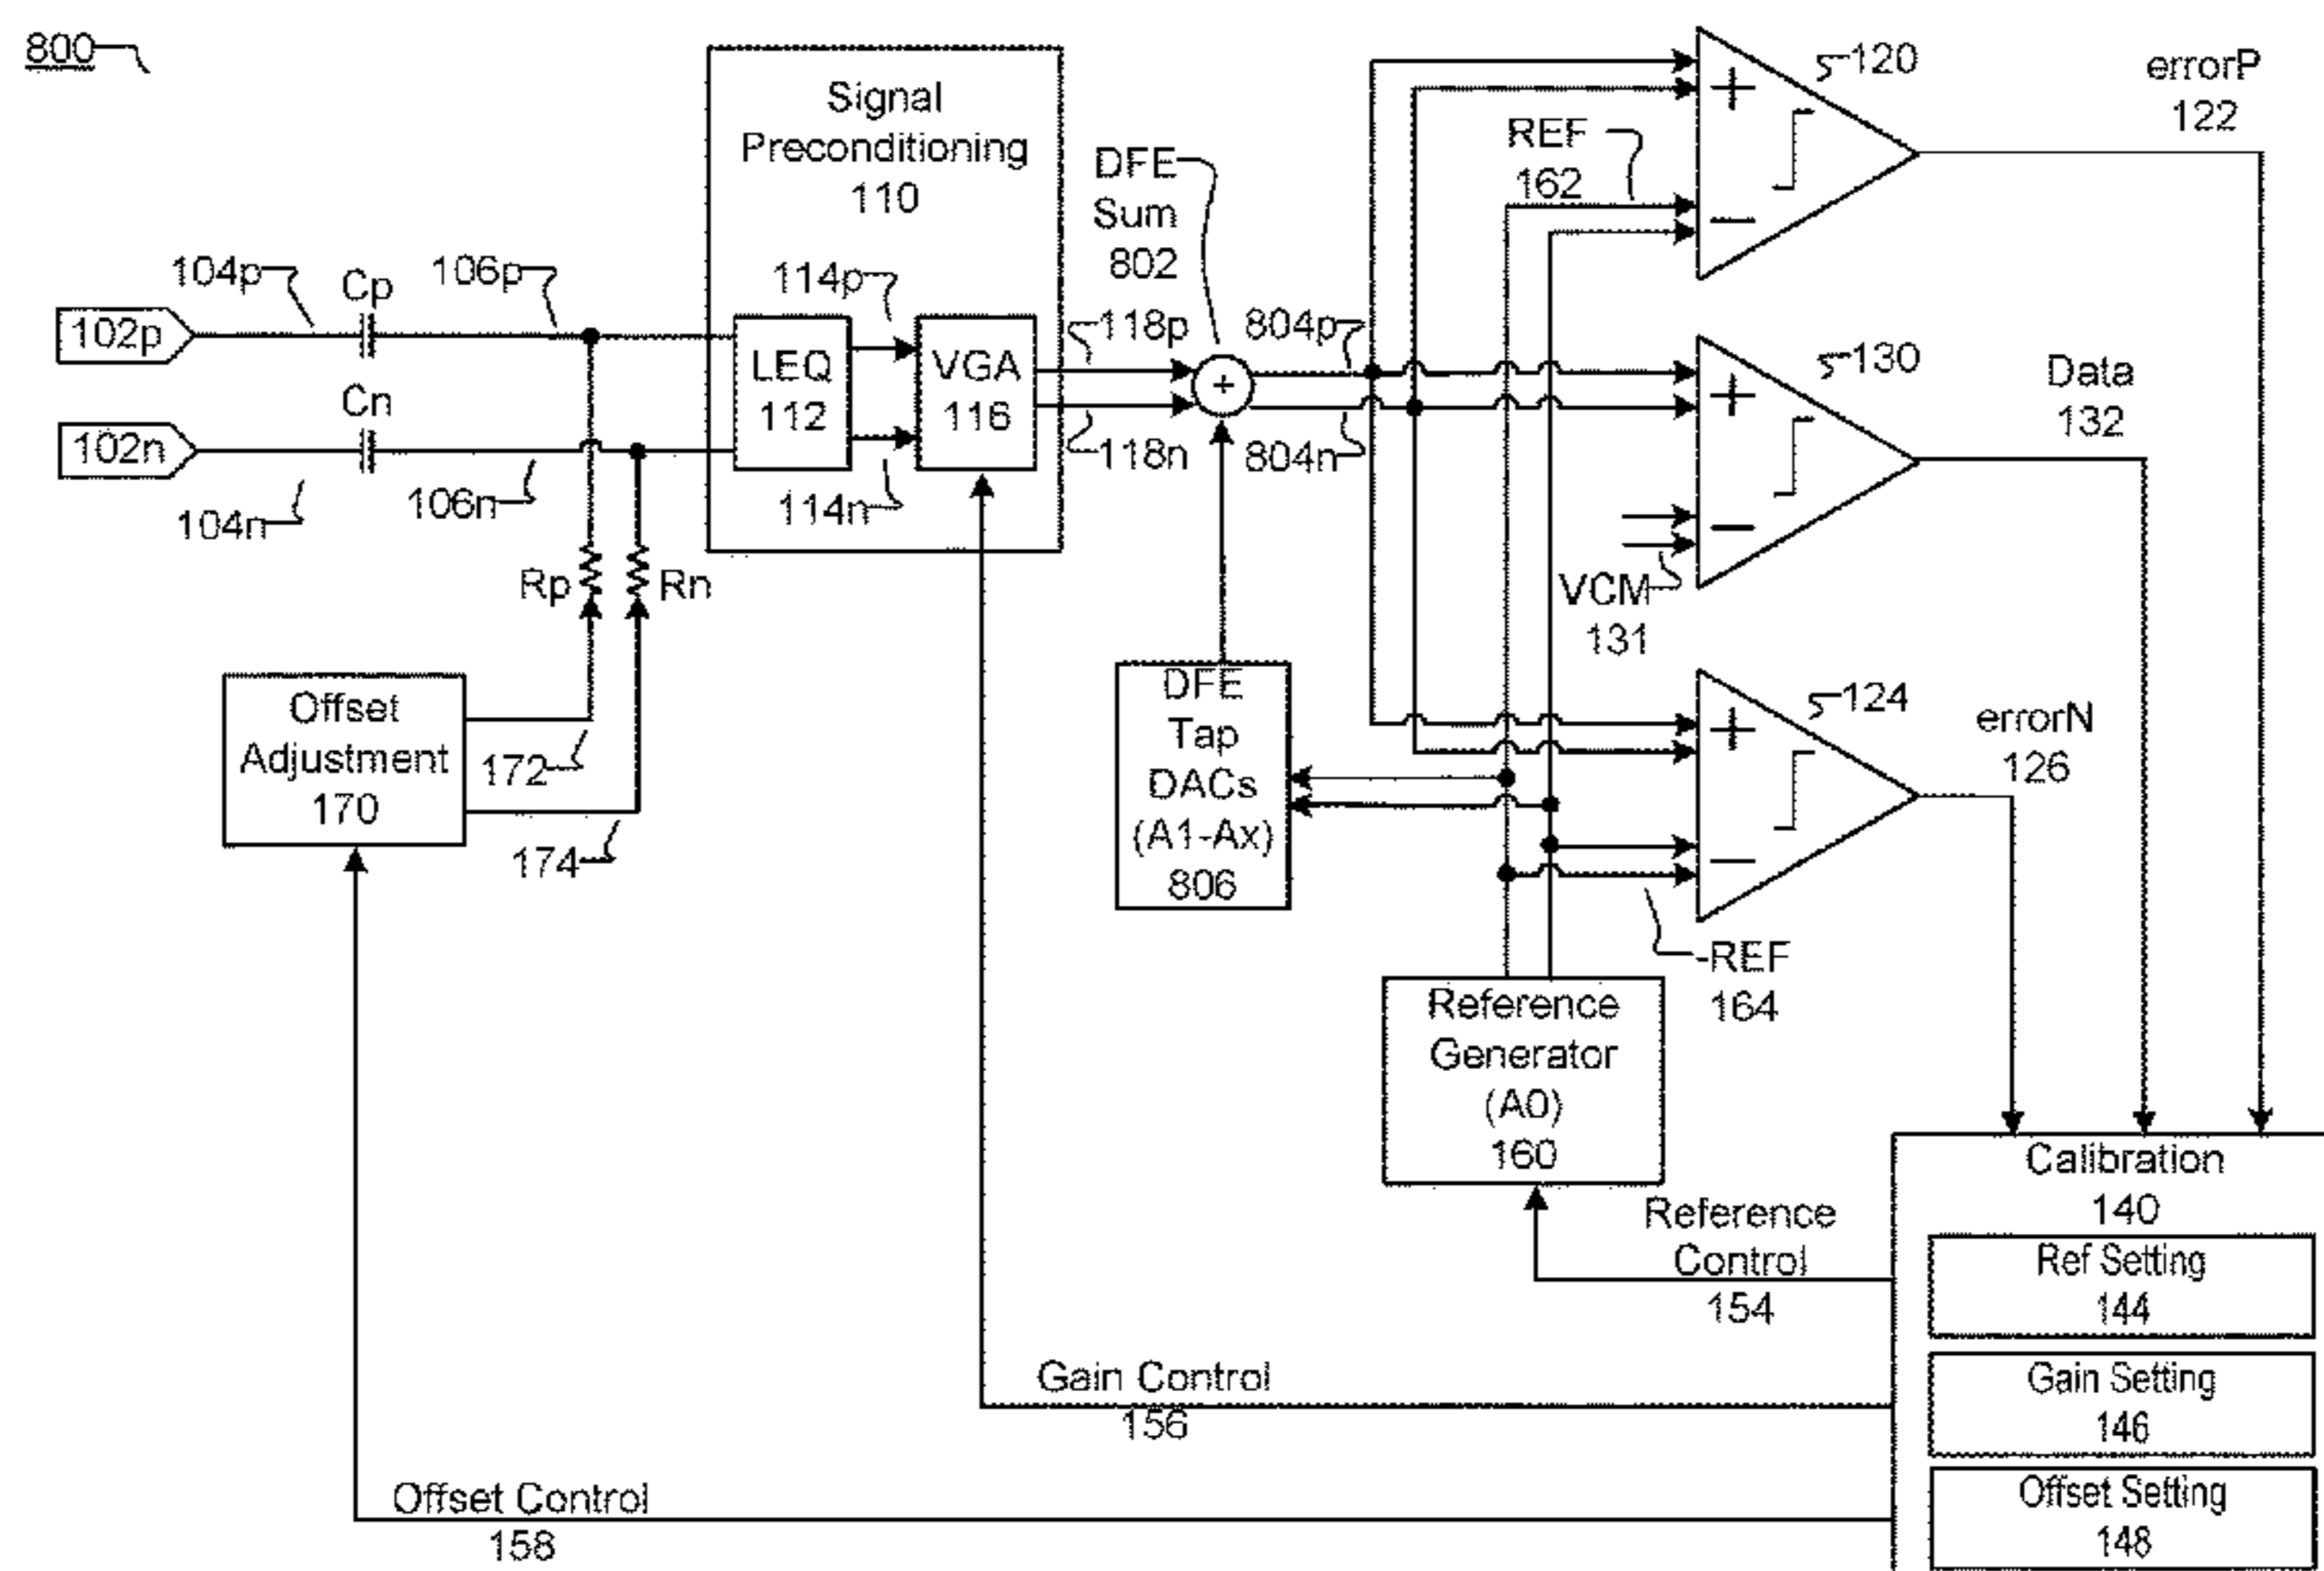 800
Signal
Preconditioning
110
104p
Cp
106p
102p
Cn
102n
104n
106n
114p
LEQ
112
VGA
116
114n
118p
118n
DFE
Sum
802
+
804p
804n
REF
162
+
−
120
errorP
122
+
−
130
Data
132
VCM
131
+
−
124
errorN
126
-REF
164
Rp
Rn
Offset
Adjustment
170
172
174
DFE
Tap
DACs
(A1-Ax)
806
Reference
Generator
(A0)
160
Reference
Control
154
Gain Control
156
Offset Control
158
Calibration
140
Ref Setting
144
Gain Setting
146
Offset Setting
148